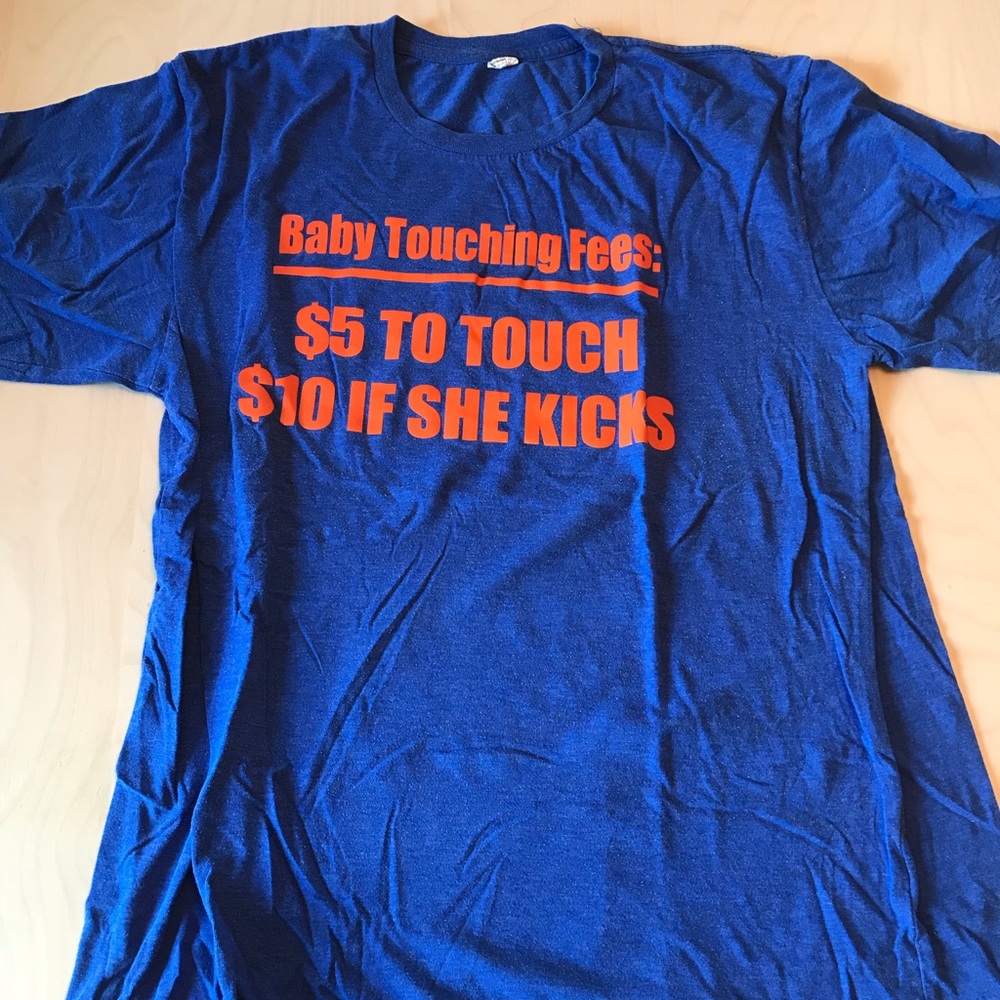 Baby Touching Fees:
$5 TO TOUCH
$10 IF SHE KICKS